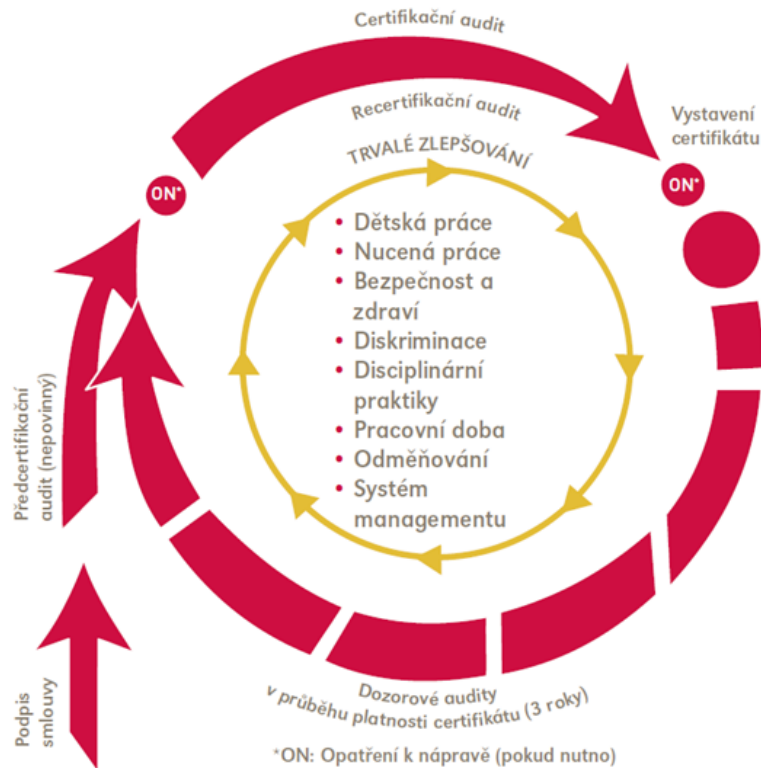 Certifikační audit
Recertifikační audit
TRVALÉ ZLEPŠOVÁNÍ
Vystavení
certifikátu
ON*
ON*
• Dětská práce
• Nucená práce
• Bezpečnost a
zdraví
• Diskriminace
• Disciplinární
praktiky
• Pracovní doba
• Odměňování
• Systém
managementu
Předcertifikační
audit (nepovinný)
Podpis
smlouvy
Dozorové audity
v průběhu platnosti certifikátu (3 roky)
*ON: Opatření k nápravě (pokud nutno)